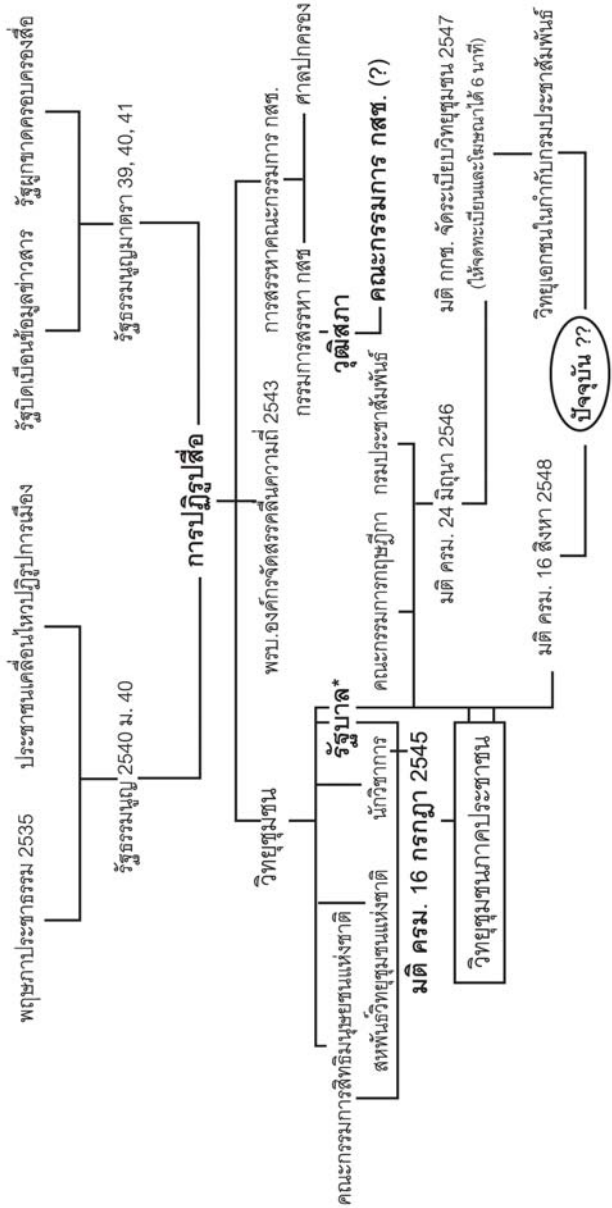 พฤษภาประชาธรรม 2535
ประชาชนเคลื่อนไหวปฏิรูปการเมือง
รัฐบิดเบือนข้อมูลข่าวสาร
รัฐผูกขาดครอบครองสื่อ
รัฐธรรมนูญ 2540 ม. 40
รัฐธรรมนูญมาตรา 39, 40, 41
การปฏิรูปสื่อ
วิทยุชุมชน
พรบ.องค์กรจัดสรรคลื่นความถี่ 2543
การสรรหาคณะกรรมการ กสช.
กรรมการสรรหา กสช
ศาลปกครอง
วุฒิสภา
คณะกรรมการ กสช. (?)
คณะกรรมการสิทธิมนุษยชนแห่งชาติ
สหพันธ์วิทยุชุมชนแห่งชาติ
นักวิชาการ
รัฐบาล*
คณะกรรมการกฤษฎีกา
กรมประชาสัมพันธ์
มติ ครม. 16 กรกฎา 2545
มติ ครม. 24 มิถุนา 2546
มติ กกช. จัดระเบียบวิทยุชุมชน 2547
(ให้จดทะเบียนและโฆษณาได้ 6 นาที)
วิทยุชุมชนภาคประชาชน
มติ ครม. 16 สิงหา 2548
วิทยุเอกชนในกำกับกรมประชาสัมพันธ์
ปัจจุบัน ??